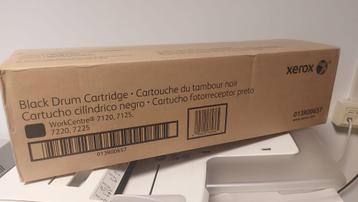 Black Drum Cartridge • Cartouche du tambour noir
Cartucho cilíndrico negro • Cartucho fotorreceptor preto
WorkCentre® 7120, 7125,
7220, 7225
013R00657
xerox
013R00657